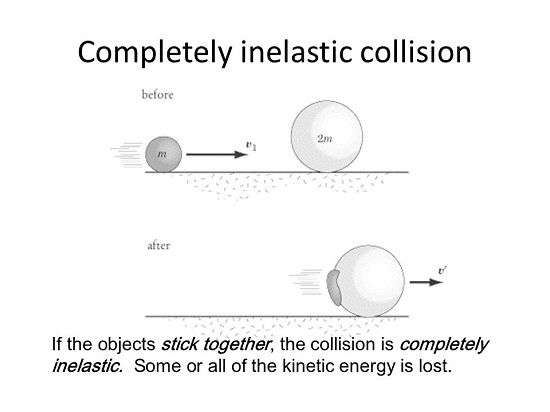 Completely inelastic collision
before
m
v₁
2m
after
v'
If the objects stick together, the collision is completely
inelastic. Some or all of the kinetic energy is lost.